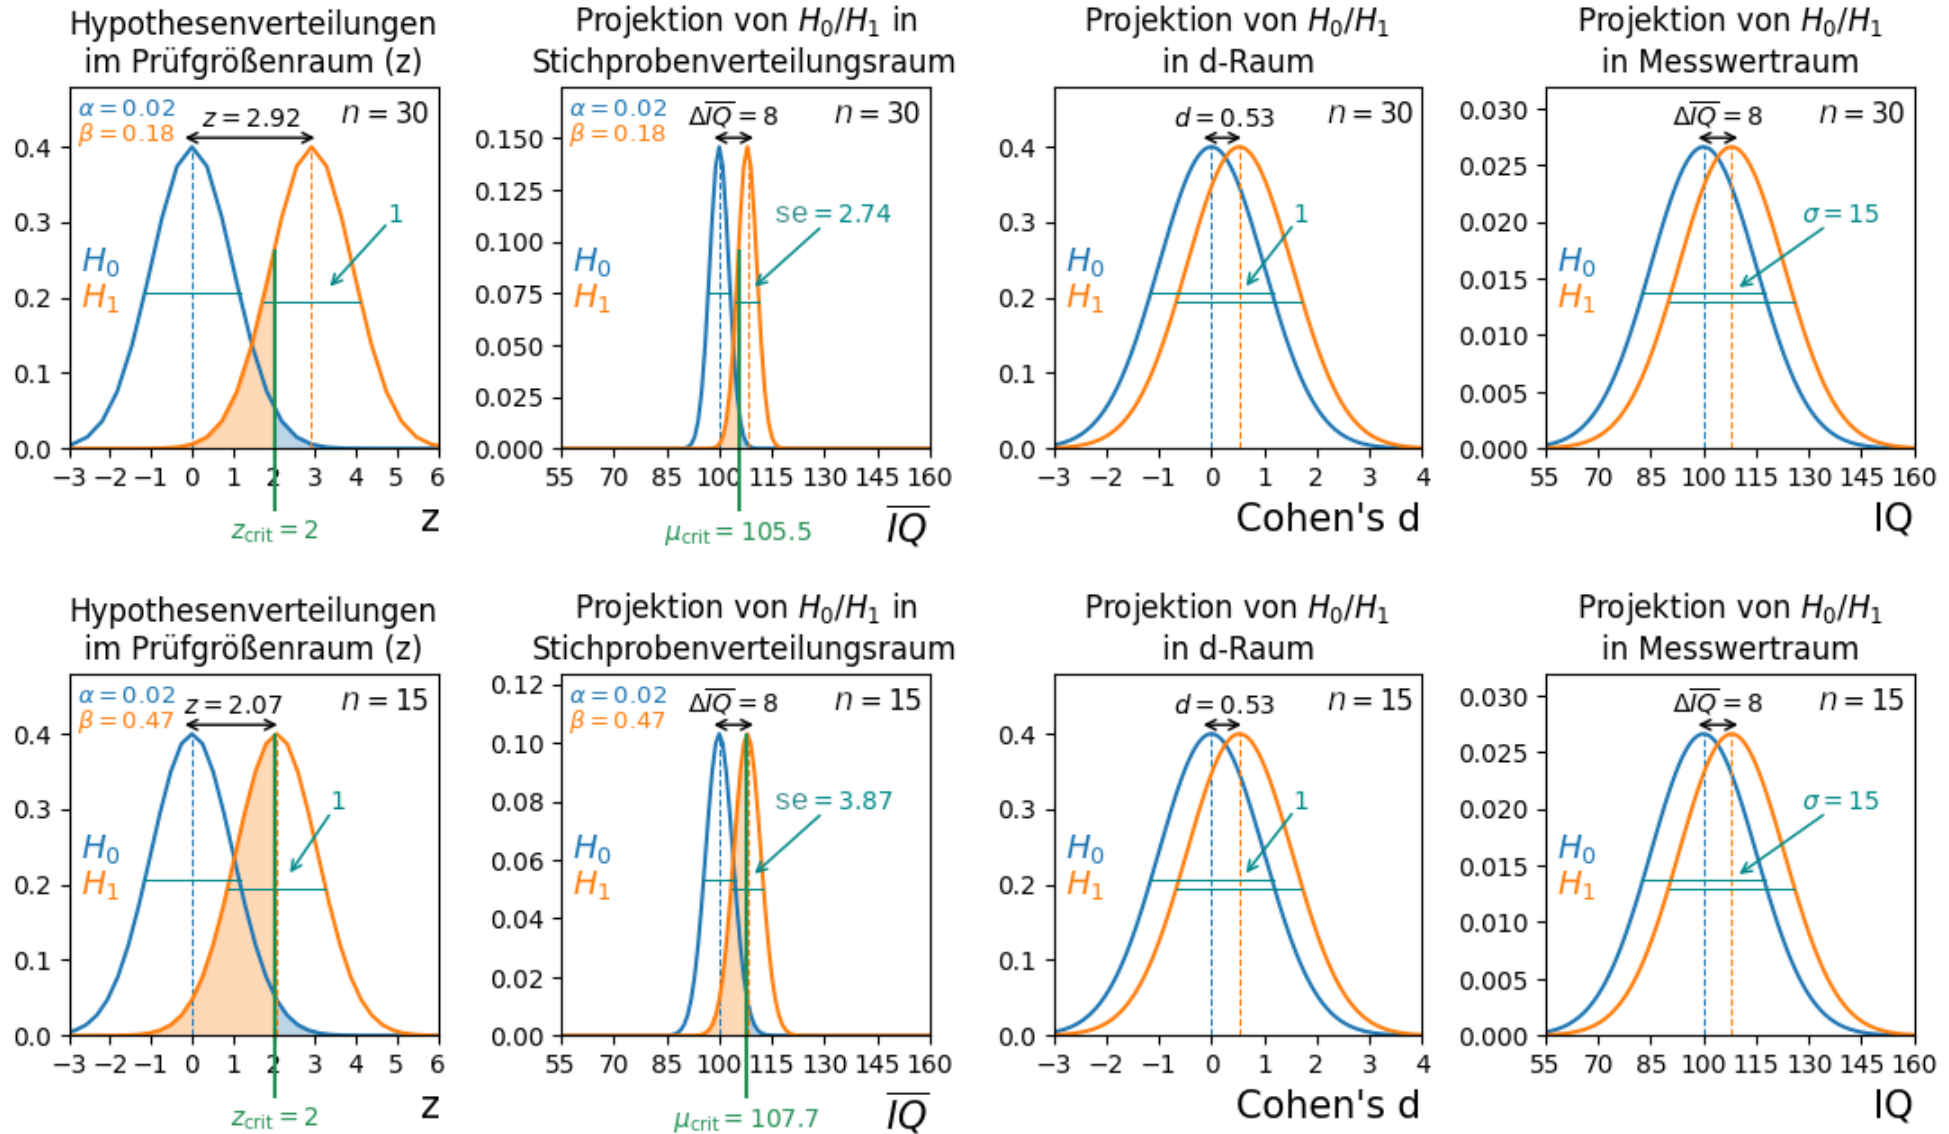 Hypothesenverteilungen
im Prüfgrößenraum (z)
α = 0.02
β = 0.18
z = 2.92
n = 30
0.4
0.3
0.2
0.1
0.0
H₀
H₁
1
−3 −2 −1 0 1 2 3 4 5 6
z_crit = 2
z
Projektion von H₀/H₁ in
Stichprobenverteilungsraum
α = 0.02
β = 0.18
Δ\overline{IQ} = 8
n = 30
0.150
0.125
0.100
0.075
0.050
0.025
0.000
se = 2.74
H₀
H₁
55 70 85 100 115 130 145 160
μ_crit = 105.5
\overline{IQ}
Projektion von H₀/H₁
in d-Raum
d = 0.53
n = 30
0.4
0.3
0.2
0.1
0.0
1
H₀
H₁
−3 −2 −1 0 1 2 3 4
Cohen's d
Projektion von H₀/H₁
in Messwertraum
Δ\overline{IQ} = 8
n = 30
0.030
0.025
0.020
0.015
0.010
0.005
0.000
σ = 15
H₀
H₁
55 70 85 100 115 130 145 160
IQ
Hypothesenverteilungen
im Prüfgrößenraum (z)
α = 0.02
β = 0.47
z = 2.07
n = 15
0.4
0.3
0.2
0.1
0.0
1
H₀
H₁
−3 −2 −1 0 1 2 3 4 5 6
z_crit = 2
z
Projektion von H₀/H₁ in
Stichprobenverteilungsraum
α = 0.02
β = 0.47
Δ\overline{IQ} = 8
n = 15
0.12
0.10
0.08
0.06
0.04
0.02
0.00
se = 3.87
H₀
H₁
55 70 85 100 115 130 145 160
μ_crit = 107.7
\overline{IQ}
Projektion von H₀/H₁
in d-Raum
d = 0.53
n = 15
0.4
0.3
0.2
0.1
0.0
1
H₀
H₁
−3 −2 −1 0 1 2 3 4
Cohen's d
Projektion von H₀/H₁
in Messwertraum
Δ\overline{IQ} = 8
n = 15
0.030
0.025
0.020
0.015
0.010
0.005
0.000
σ = 15
H₀
H₁
55 70 85 100 115 130 145 160
IQ